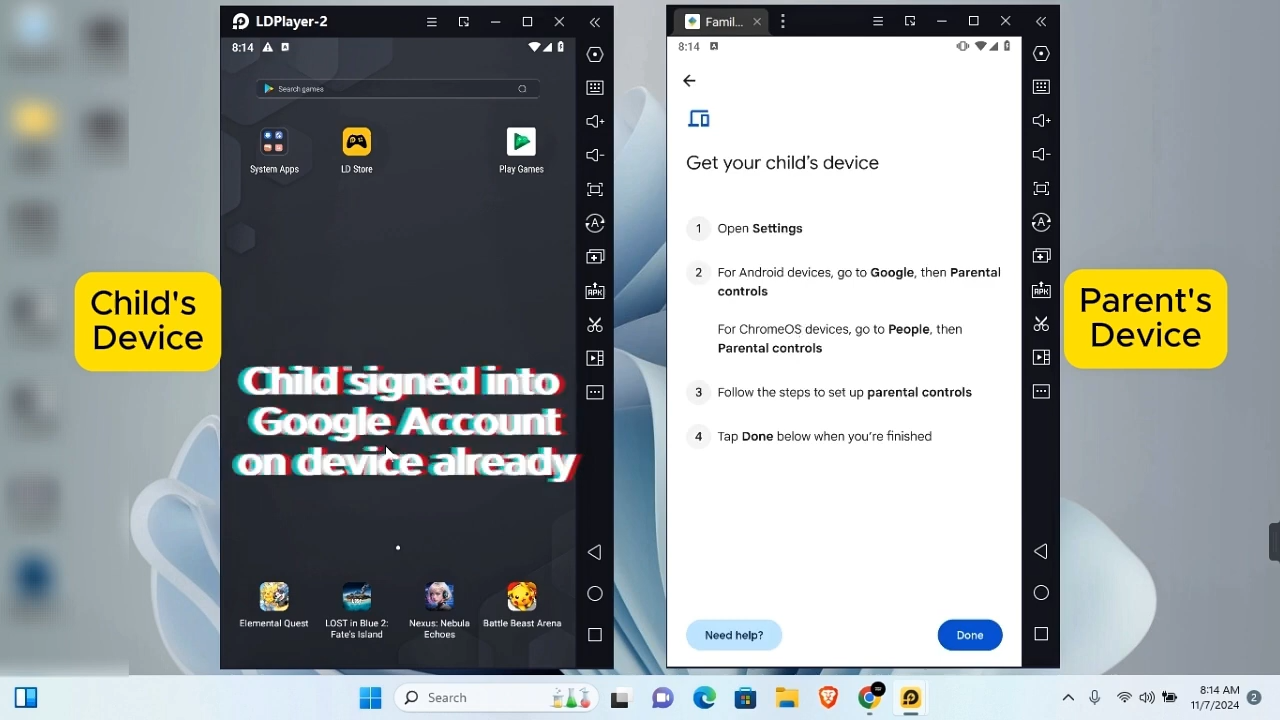 LDPlayer-2
8:14
Search games
System Apps
LD Store
Play Games
Child's
Device
Child signed into
Google Account
on device already
Elemental Quest
LOST in Blue 2:
Fate's Island
Nexus: Nebula
Echoes
Battle Beast Arena
APK
Famil...
8:14
Get your child's device
1 Open Settings
2 For Android devices, go to Google, then Parental
controls
For ChromeOS devices, go to People, then
Parental controls
3 Follow the steps to set up parental controls
4 Tap Done below when you're finished
Need help?
Done
APK
Parent's
Device
Search
8:14 AM
11/7/2024
2